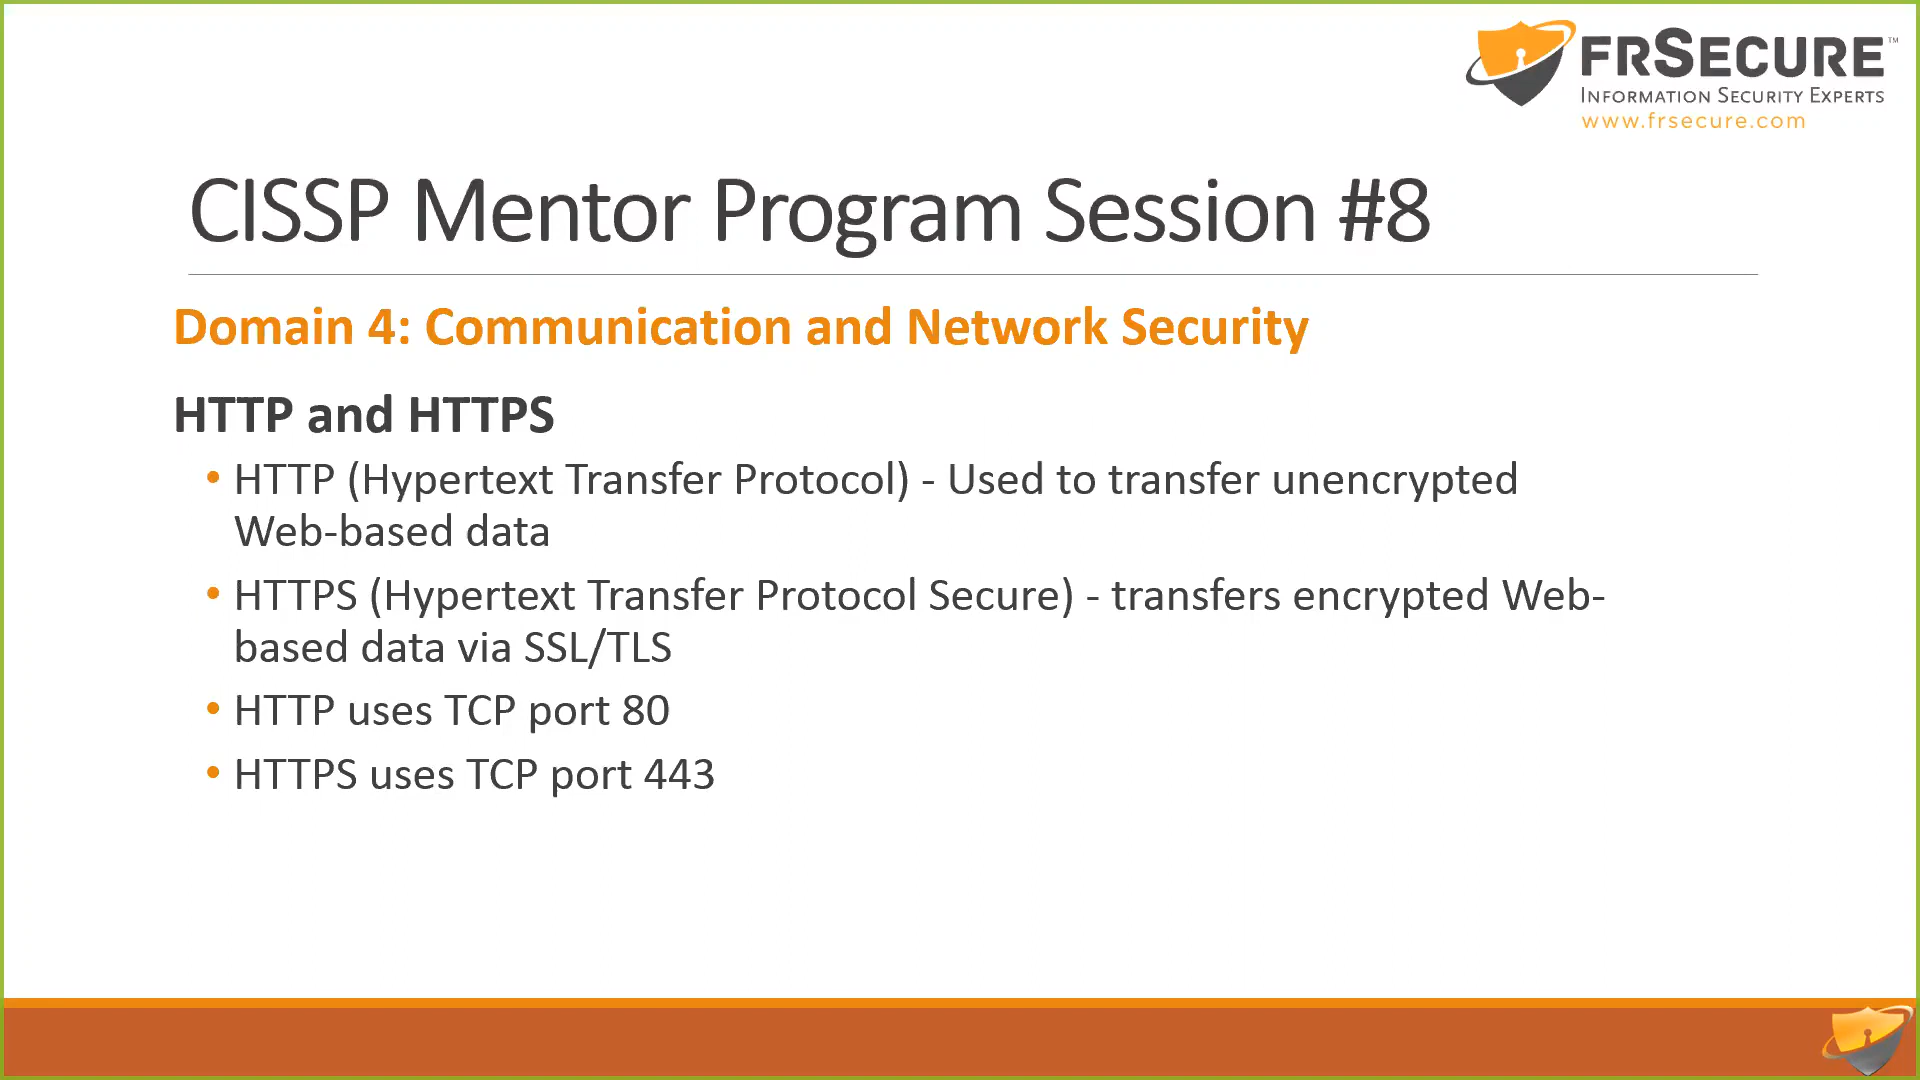 FRSECURE™
INFORMATION SECURITY EXPERTS
www.frsecure.com
CISSP Mentor Program Session #8
Domain 4: Communication and Network Security
HTTP and HTTPS
• HTTP (Hypertext Transfer Protocol) - Used to transfer unencrypted
Web-based data
• HTTPS (Hypertext Transfer Protocol Secure) - transfers encrypted Web-
based data via SSL/TLS
• HTTP uses TCP port 80
• HTTPS uses TCP port 443